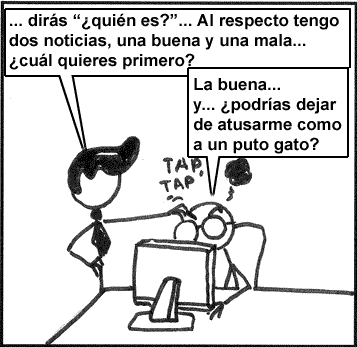 ... dirás “¿quién es?”... Al respecto tengo
dos noticias, una buena y una mala...
¿cuál quieres primero?
La buena...
y... ¿podrías dejar
de atusarme como
a un puto gato?
TAP
TAP